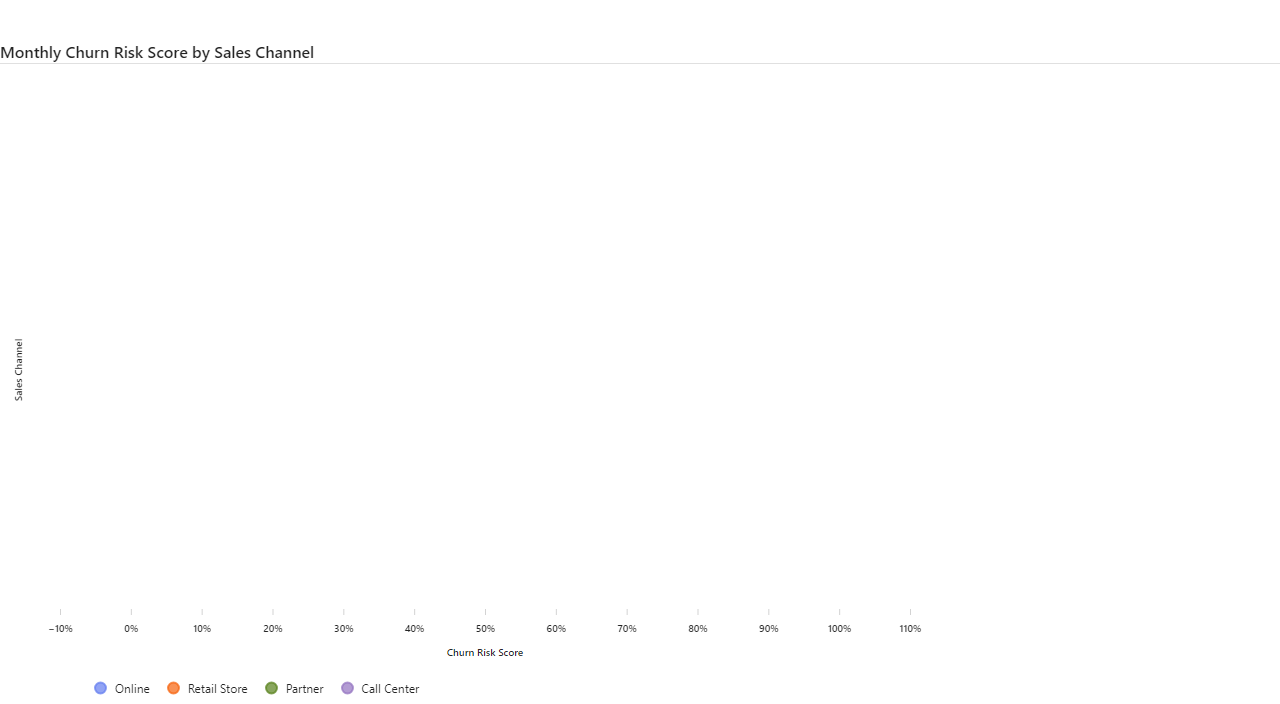 Monthly Churn Risk Score by Sales Channel
Sales Channel
−10% 0% 10% 20% 30% 40% 50% 60% 70% 80% 90% 100% 110%
Churn Risk Score
Online Retail Store Partner Call Center